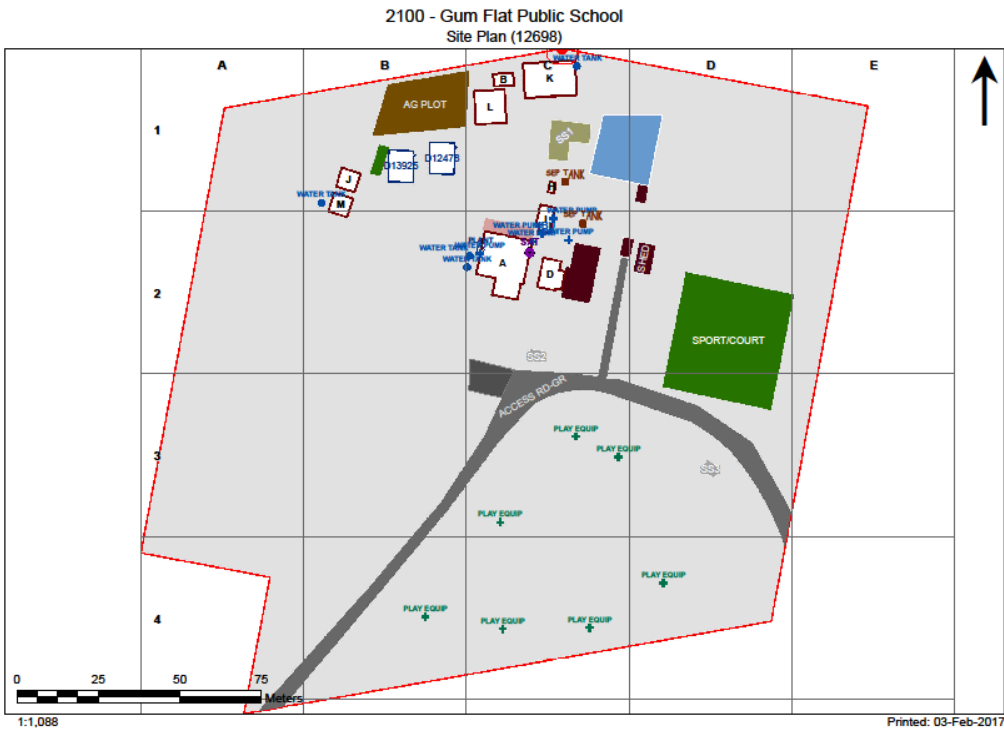 2100 - Gum Flat Public School
Site Plan (12698)
A
B
C
D
E
WATER TANK
B
K
AG PLOT
L
1
SS1
D13925
D12478
SEP TANK
J
H
WATER TANK
M
WATER PUMP
I
SEP TANK
WATER PUMP
WATER PUMP
PLANT
WATER TANK
WATER PUMP
WATER TANK
A
D
SHED
2
SPORT/COURT
SS2
ACCESS RD-GR
PLAY EQUIP
PLAY EQUIP
3
SS3
PLAY EQUIP
PLAY EQUIP
PLAY EQUIP
PLAY EQUIP
PLAY EQUIP
4
0 25 50 75
Meters
1:1,088
Printed: 03-Feb-2017